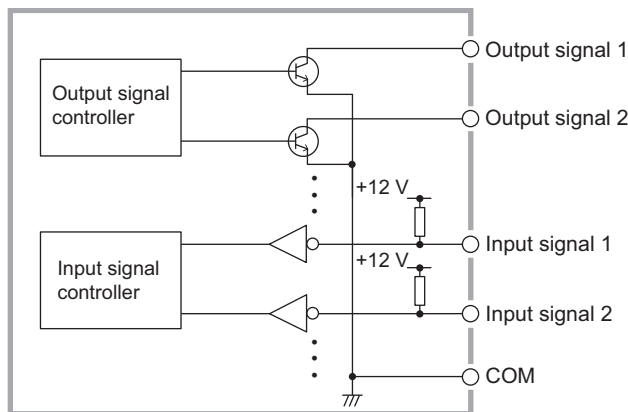 Output signal 1
Output signal
controller
Output signal 2
+12 V
Input signal 1
Input signal
controller
+12 V
Input signal 2
COM